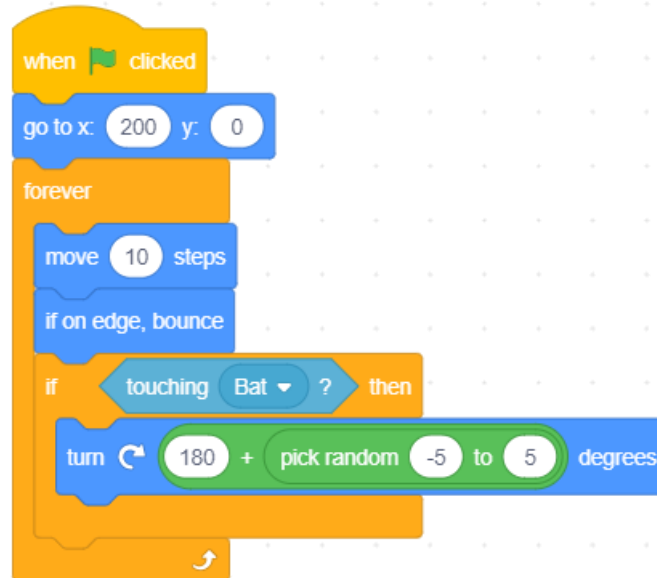 when clicked
go to x: 200 y: 0
forever
move 10 steps
if on edge, bounce
if touching Bat ? then
turn 180 + pick random -5 to 5 degrees